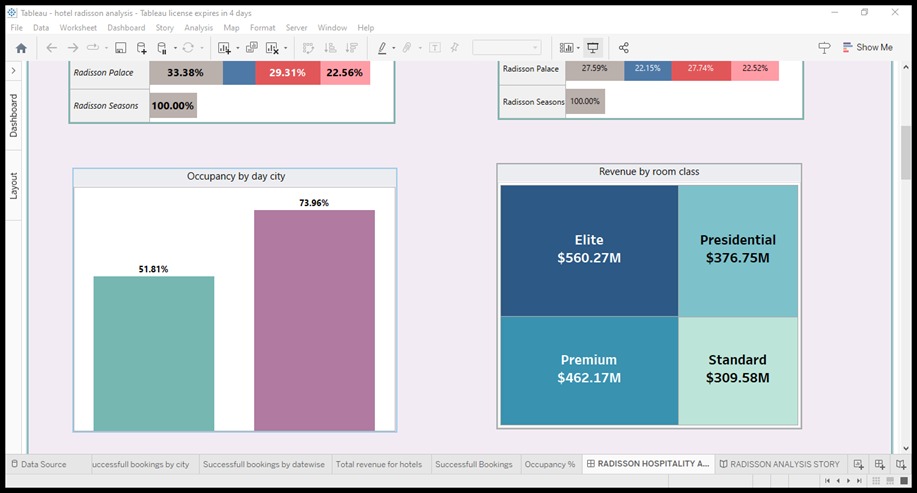 Tableau - hotel radisson analysis - Tableau license expires in 4 days
File Data Worksheet Dashboard Story Analysis Map Format Server Window Help
Show Me
Dashboard
Layout
Radisson Palace 33.38% 29.31% 22.56%
Radisson Seasons 100.00%
Radisson Palace 27.59% 22.15% 27.74% 22.52%
Radisson Seasons 100.00%
Occupancy by day city
51.81%
73.96%
Revenue by room class
Elite
$560.27M
Presidential
$376.75M
Premium
$462.17M
Standard
$309.58M
Data Source uccessfull bookings by city Successfull bookings by datewise Total revenue for hotels Successfull Bookings Occupancy % RADISSON HOSPITALITY A... RADISSON ANALYSIS STORY